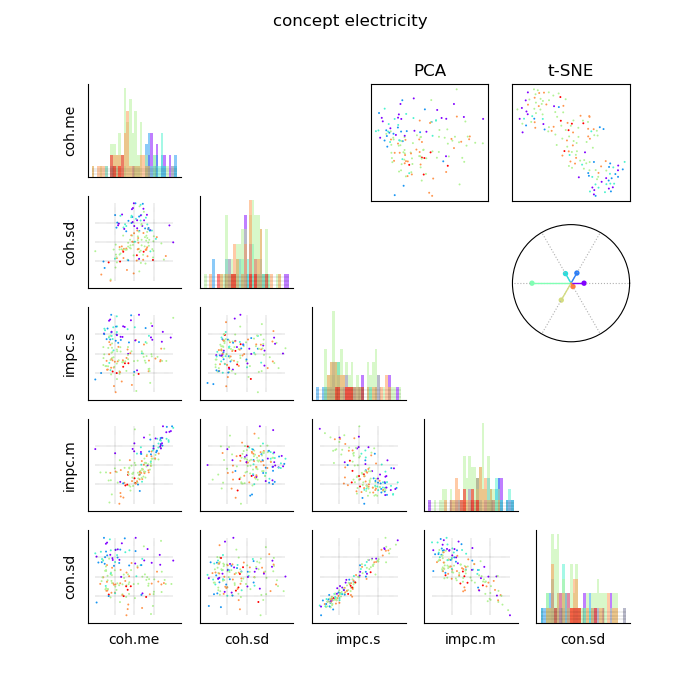 concept electricity
PCA
t-SNE
coh.me
coh.sd
impc.s
impc.m
con.sd
coh.me
coh.sd
impc.s
impc.m
con.sd